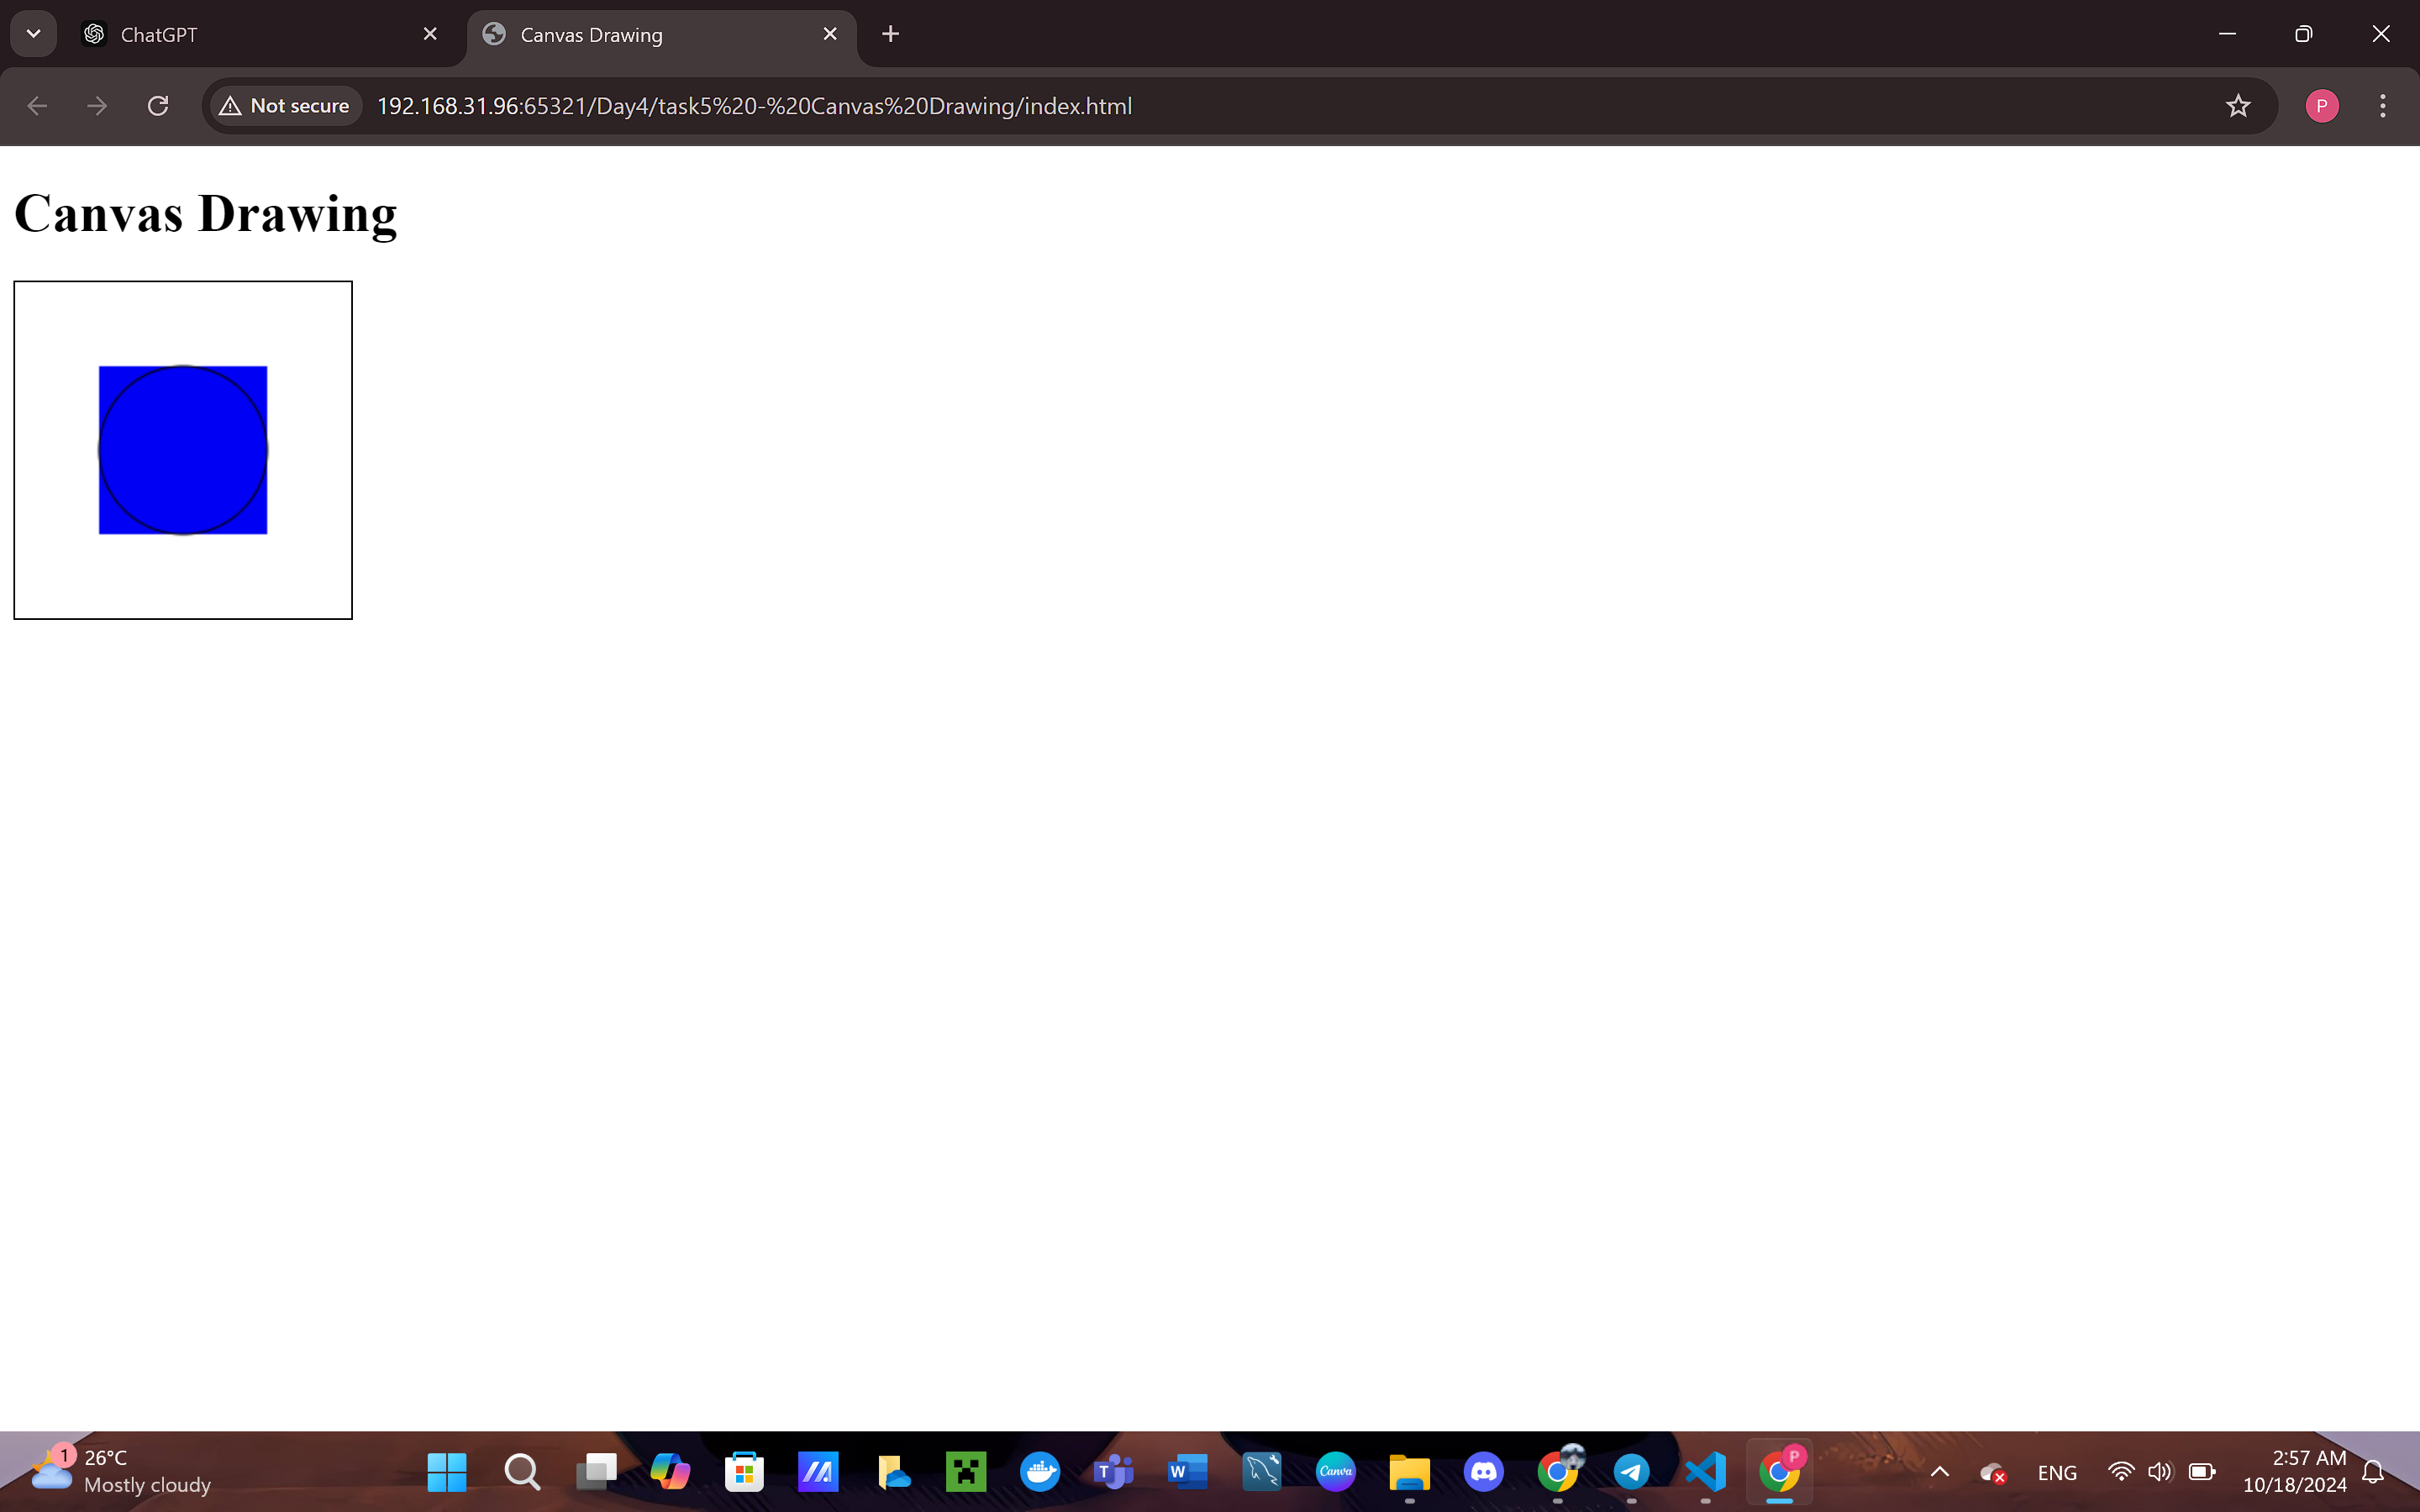 ChatGPT
Canvas Drawing
Not secure
192.168.31.96:65321/Day4/task5%20-%20Canvas%20Drawing/index.html
P
Canvas Drawing
1
26°C
Mostly cloudy
T
W
Canva
P
ENG
2:57 AM
10/18/2024